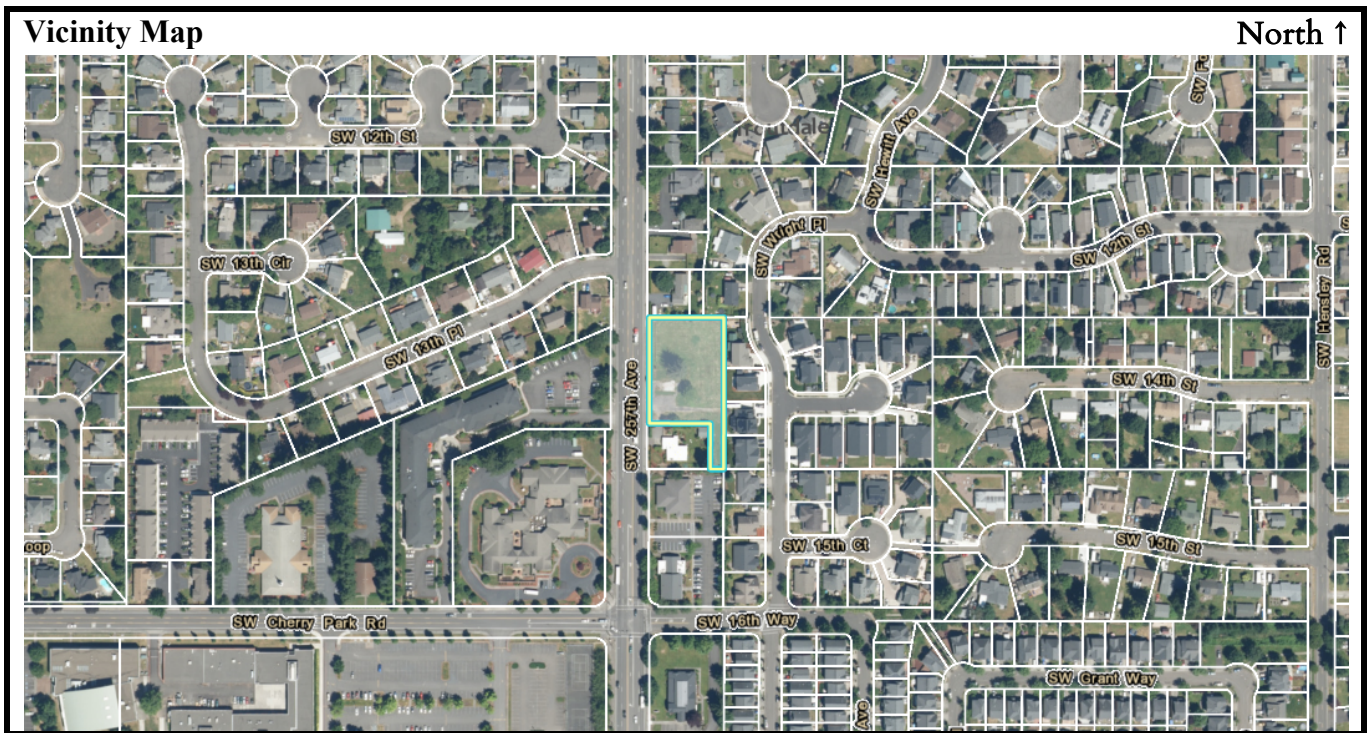 Vicinity Map
North ↑
SW 12th St
SW Hewitt Ave
SW Wright Pl
SW 13th Cir
SW 12th St
SW Hensley Rd
SW 13th Pl
SW 257th Ave
SW 14th St
oop
SW 15th Ct
SW 15th St
SW Cherry Park Rd
SW 16th Way
SW Grant Way
Ave